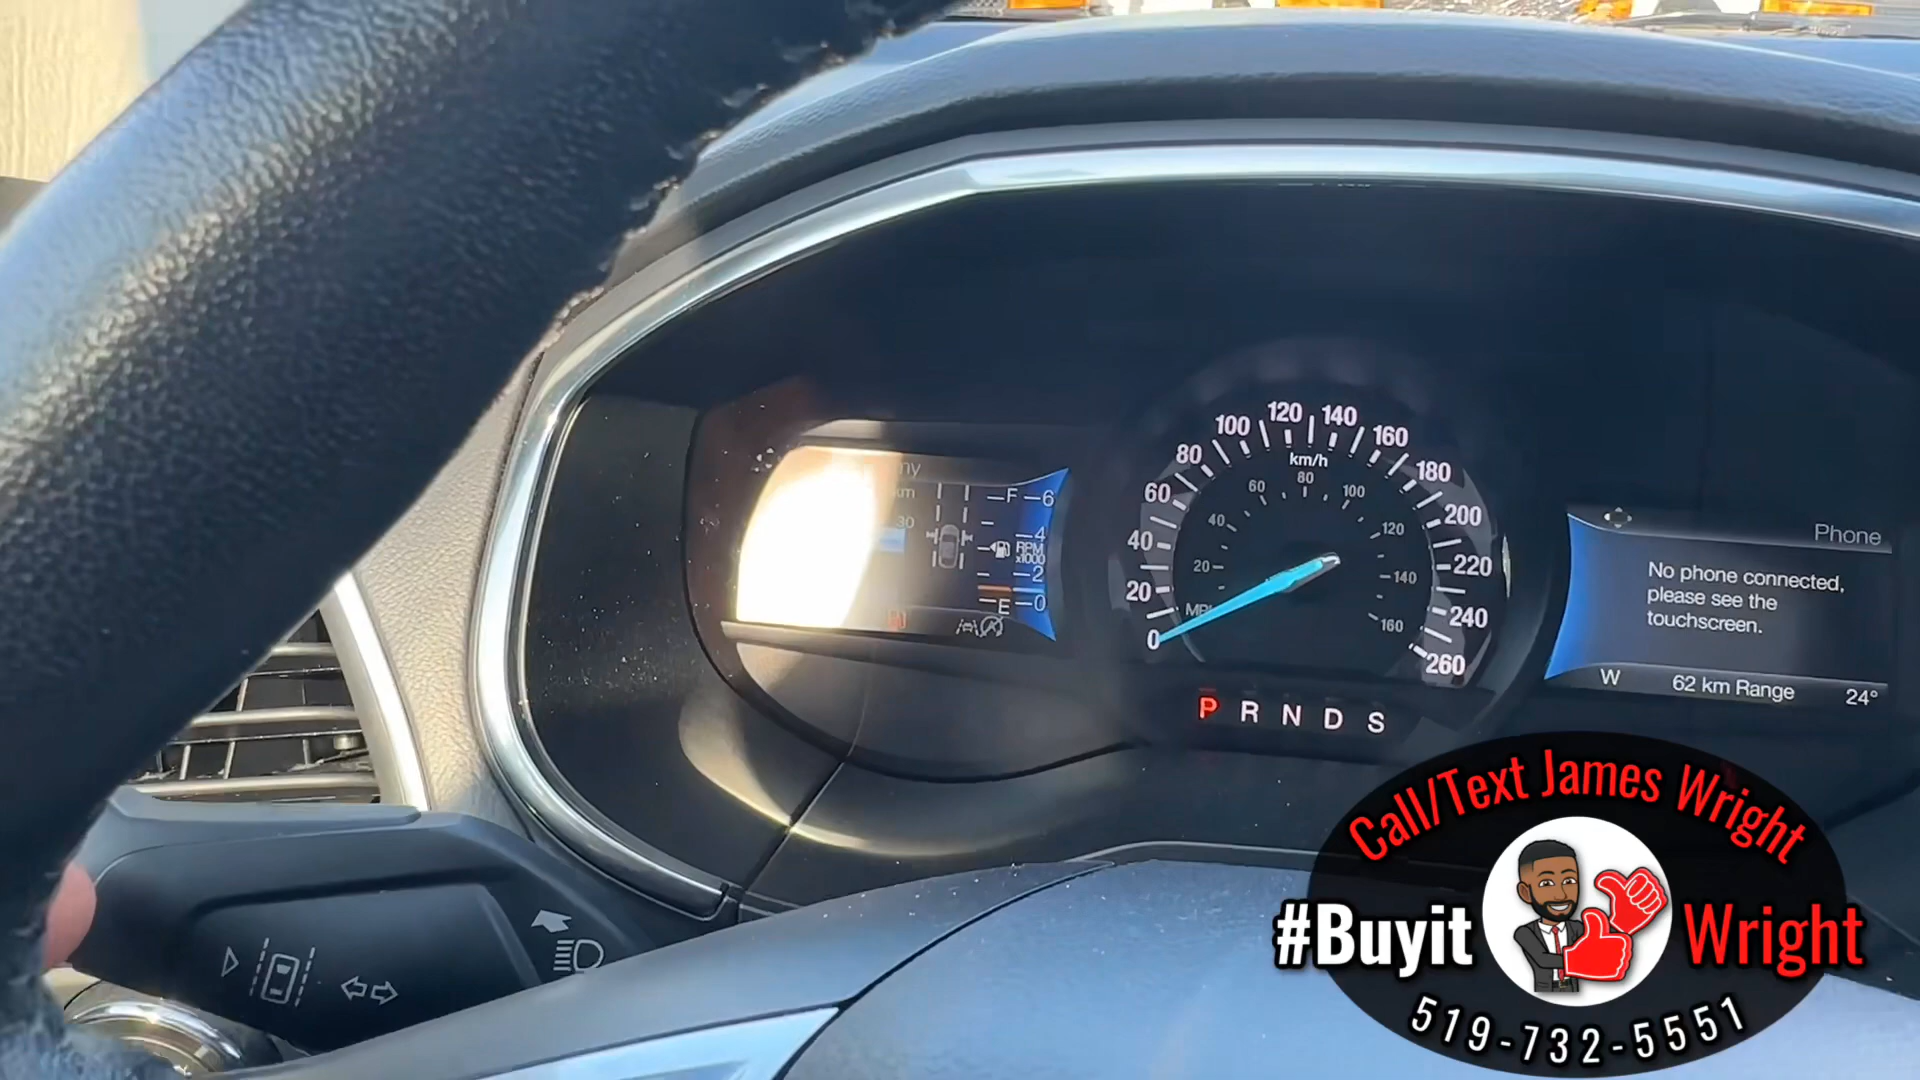 km
30
F 6
4
RPM
x1000
2
E 0
0 20 40 60 80 100 120 140 160 180 200 220 240 260
km/h
20 40 60 80 100 120 140 160
P R N D S
Phone
No phone connected,
please see the
touchscreen.
W 62 km Range 24°
Call/Text James Wright
#Buyit Wright
519-732-5551